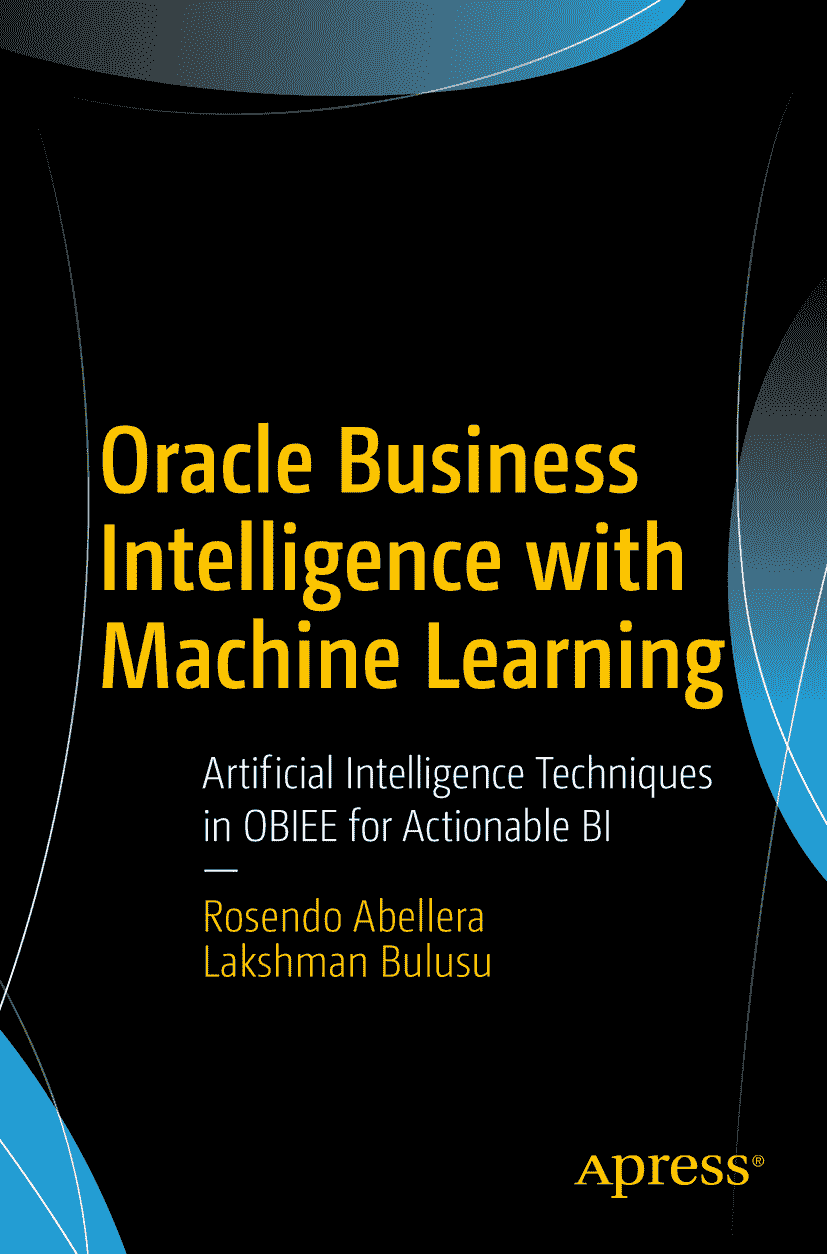 Oracle Business
Intelligence with
Machine Learning
Artificial Intelligence Techniques
in OBIEE for Actionable BI
Rosendo Abellera
Lakshman Bulusu
Apress®